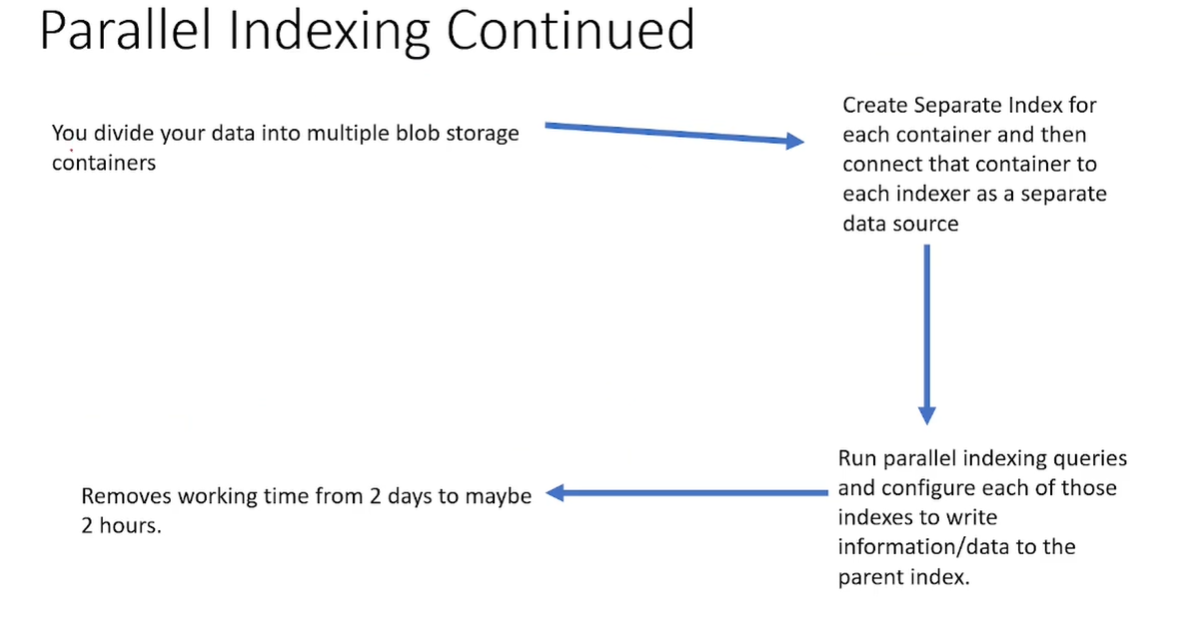 Parallel Indexing Continued
You divide your data into multiple blob storage
containers
Create Separate Index for
each container and then
connect that container to
each indexer as a separate
data source
Run parallel indexing queries
and configure each of those
indexes to write
information/data to the
parent index.
Removes working time from 2 days to maybe
2 hours.